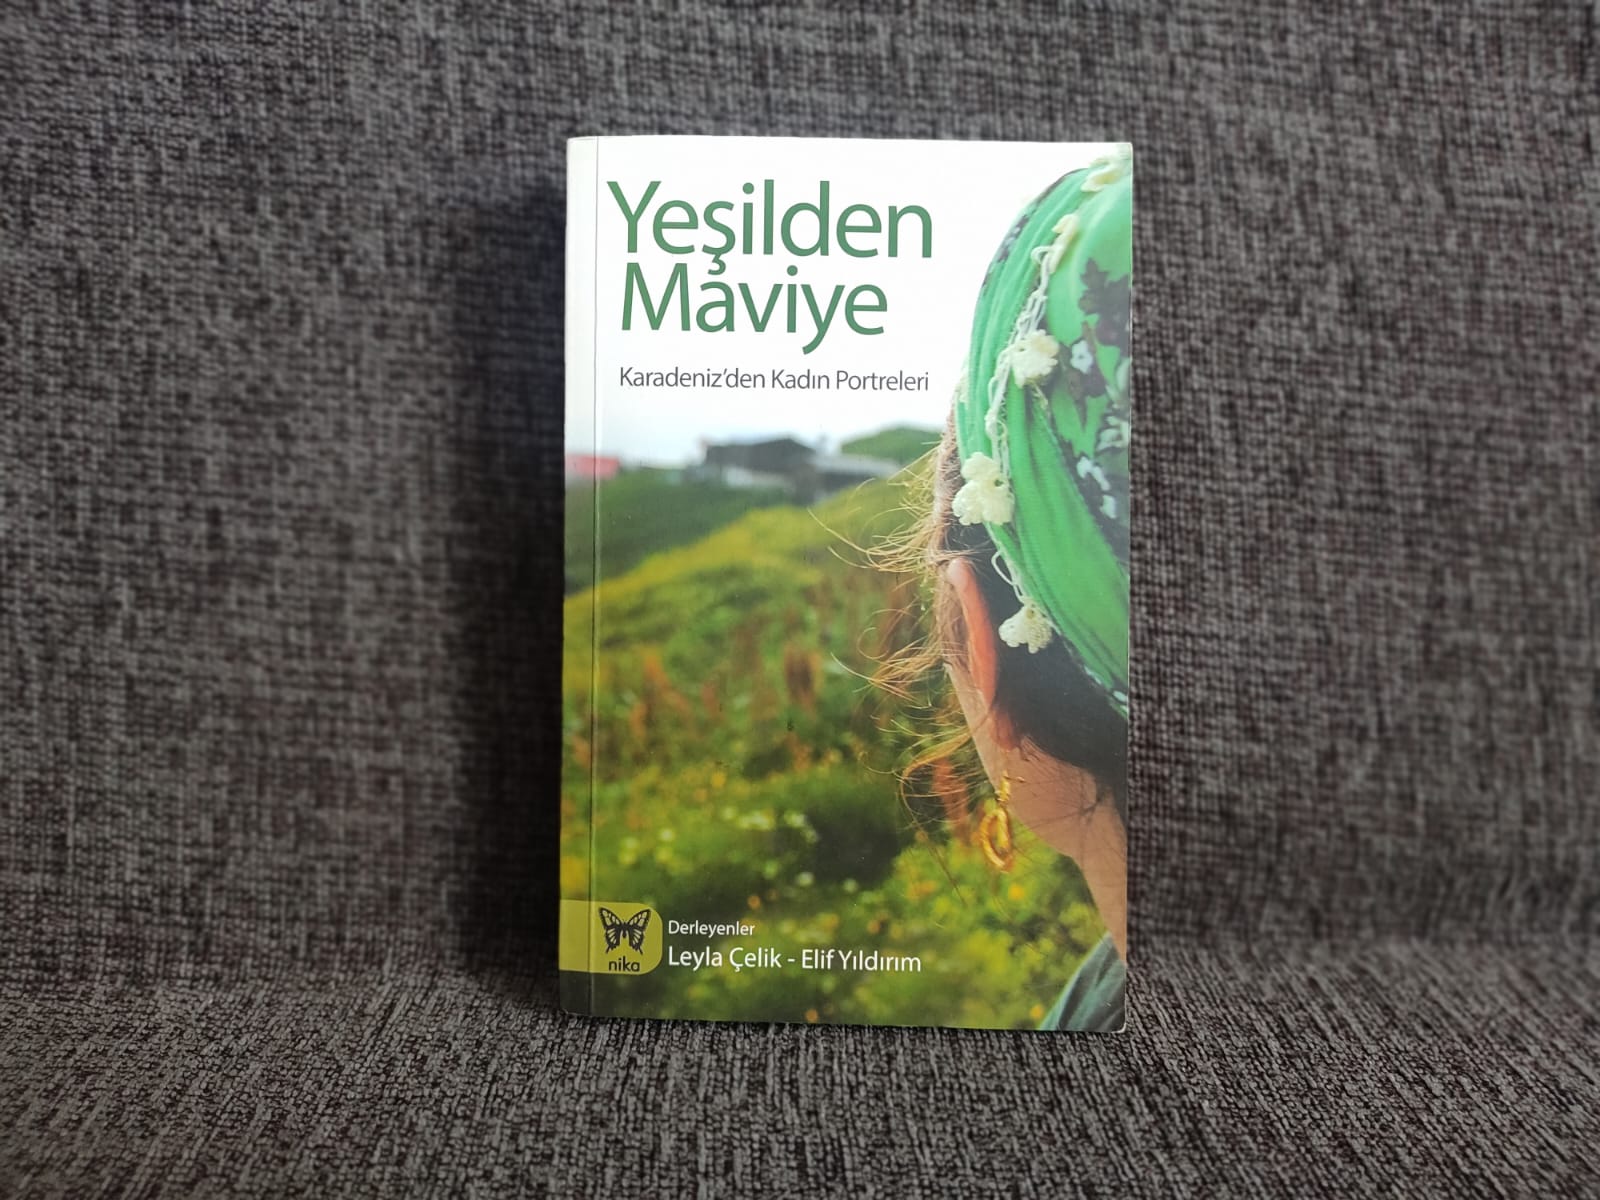 Yeşilden
Maviye
Karadeniz'den Kadın Portreleri
Derleyenler
Leyla Çelik - Elif Yıldırım
nika